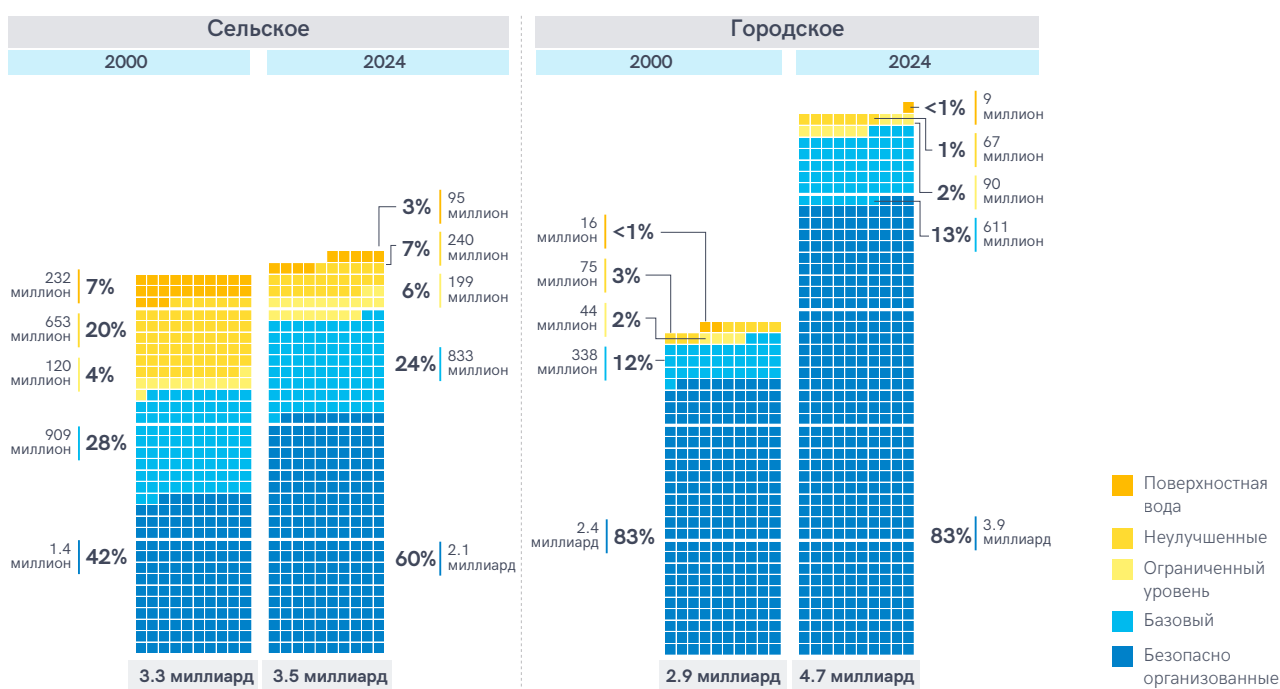 Сельское
2000
2024
232
миллион
7%
653
миллион
20%
120
миллион
4%
909
миллион
28%
1.4
миллион
42%
3%
95
миллион
7%
240
миллион
6%
199
миллион
24%
833
миллион
60%
2.1
миллиард
3.3 миллиард
3.5 миллиард
Городское
2000
2024
16
миллион
<1%
75
миллион
3%
44
миллион
2%
338
миллион
12%
2.4
миллиард
83%
<1%
9
миллион
1%
67
миллион
2%
90
миллион
13%
611
миллион
83%
3.9
миллиард
2.9 миллиард
4.7 миллиард
Поверхностная
вода
Неулучшенные
Ограниченный
уровень
Базовый
Безопасно
организованные